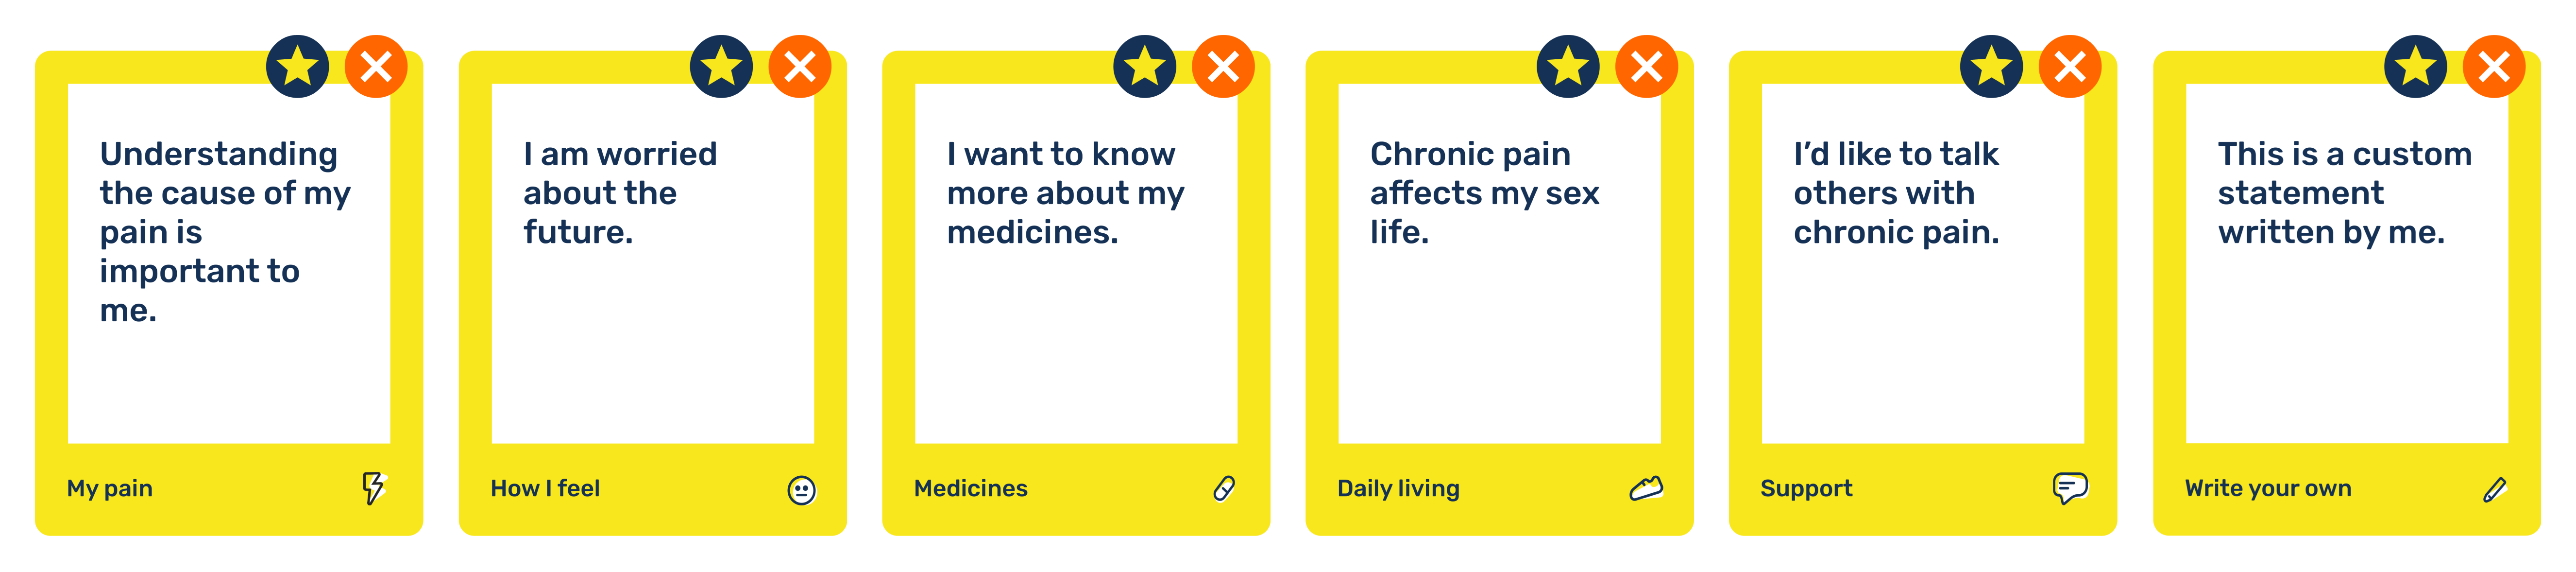 Understanding
the cause of my
pain is
important to
me.
My pain
I am worried
about the
future.
How I feel
I want to know
more about my
medicines.
Medicines
Chronic pain
affects my sex
life.
Daily living
I’d like to talk
others with
chronic pain.
Support
This is a custom
statement
written by me.
Write your own